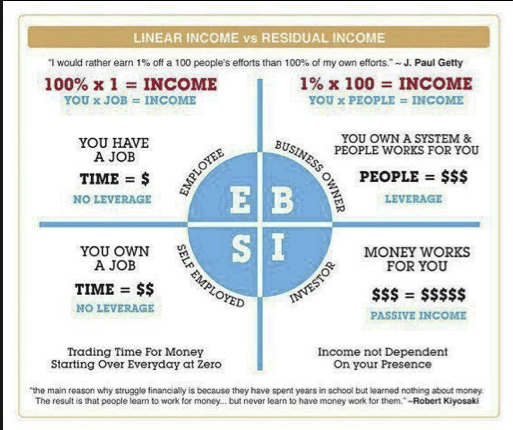 LINEAR INCOME vs RESIDUAL INCOME
"I would rather earn 1% off a 100 people's efforts than 100% of my own efforts." ~ J. Paul Getty
100% x 1 = INCOME
YOU x JOB = INCOME
1% x 100 = INCOME
YOU x PEOPLE = INCOME
YOU HAVE
A JOB
TIME = $
NO LEVERAGE
EMPLOYEE
E
BUSINESS OWNER
B
YOU OWN A SYSTEM &
PEOPLE WORKS FOR YOU
PEOPLE = $$$
LEVERAGE
YOU OWN
A JOB
TIME = $$
NO LEVERAGE
SELF EMPLOYED
S
INVESTOR
I
MONEY WORKS
FOR YOU
$$$ = $$$$$
PASSIVE INCOME
Trading Time For Money
Starting Over Everyday at Zero
Income not Dependent
On your Presence
"the main reason why struggle financially is because they have spent years in school but learned nothing about money.
The result is that people learn to work for money... but never learn to have money work for them." ~Robert Kiyosaki